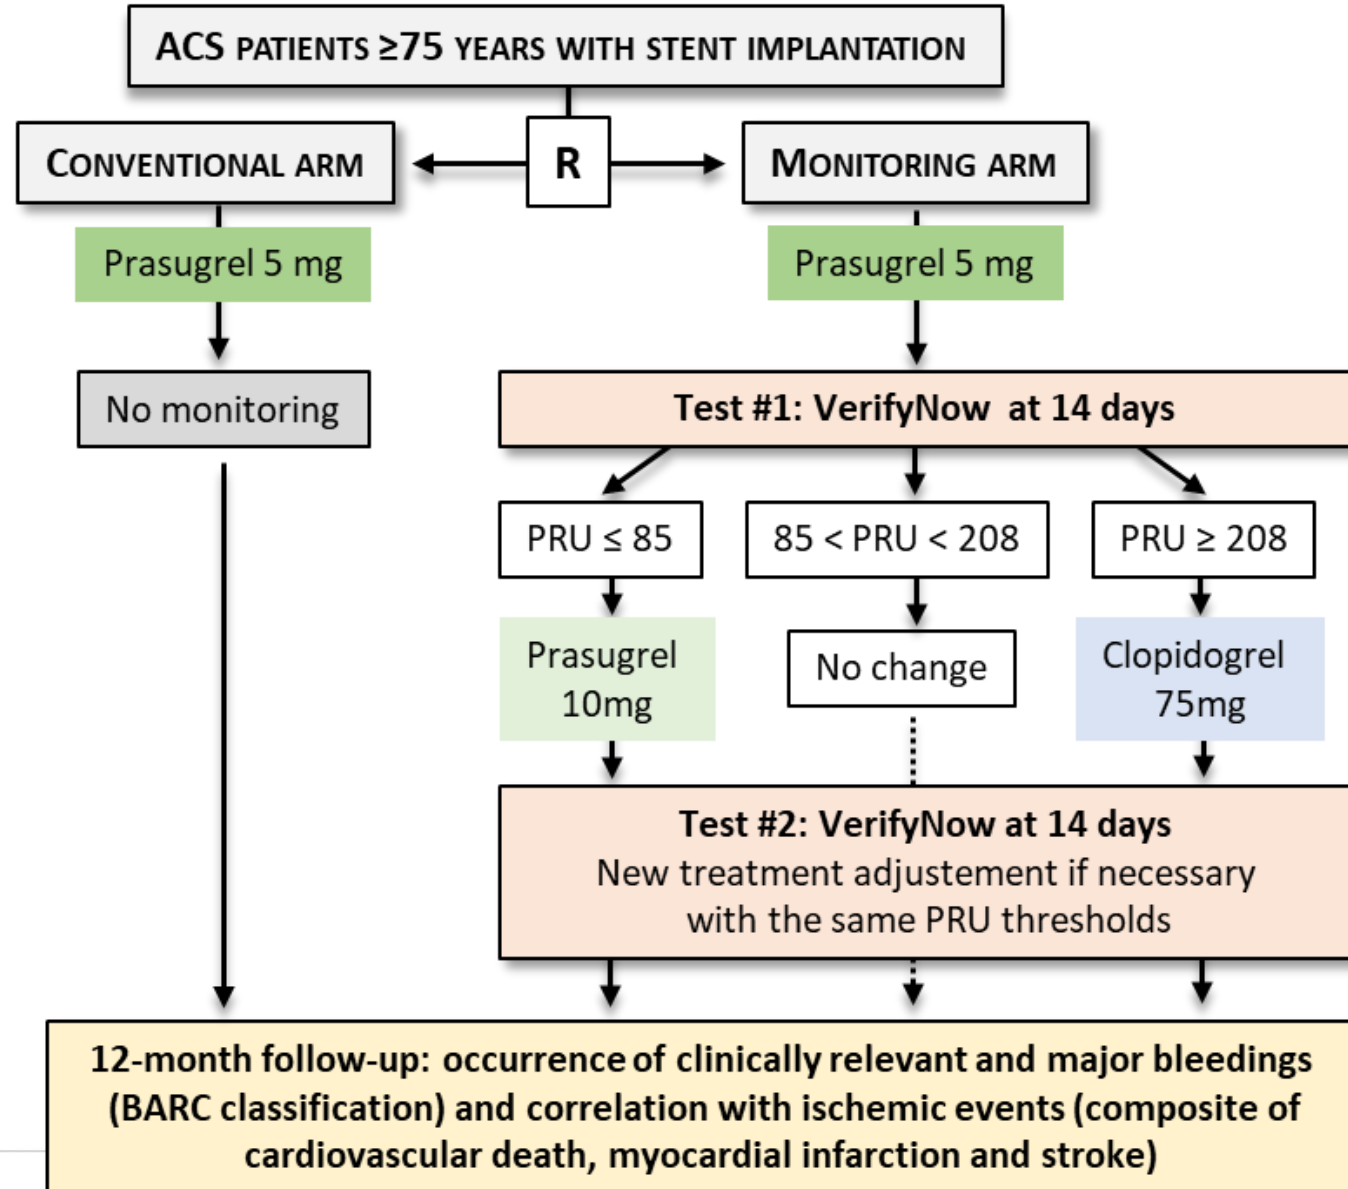 ACS PATIENTS ≥75 YEARS WITH STENT IMPLANTATION
CONVENTIONAL ARM
R
MONITORING ARM
Prasugrel 5 mg
Prasugrel 5 mg
No monitoring
Test #1: VerifyNow at 14 days
PRU ≤ 85
85 < PRU < 208
PRU ≥ 208
Prasugrel
10mg
No change
Clopidogrel
75mg
Test #2: VerifyNow at 14 days
New treatment adjustement if necessary
with the same PRU thresholds
12-month follow-up: occurrence of clinically relevant and major bleedings
(BARC classification) and correlation with ischemic events (composite of
cardiovascular death, myocardial infarction and stroke)